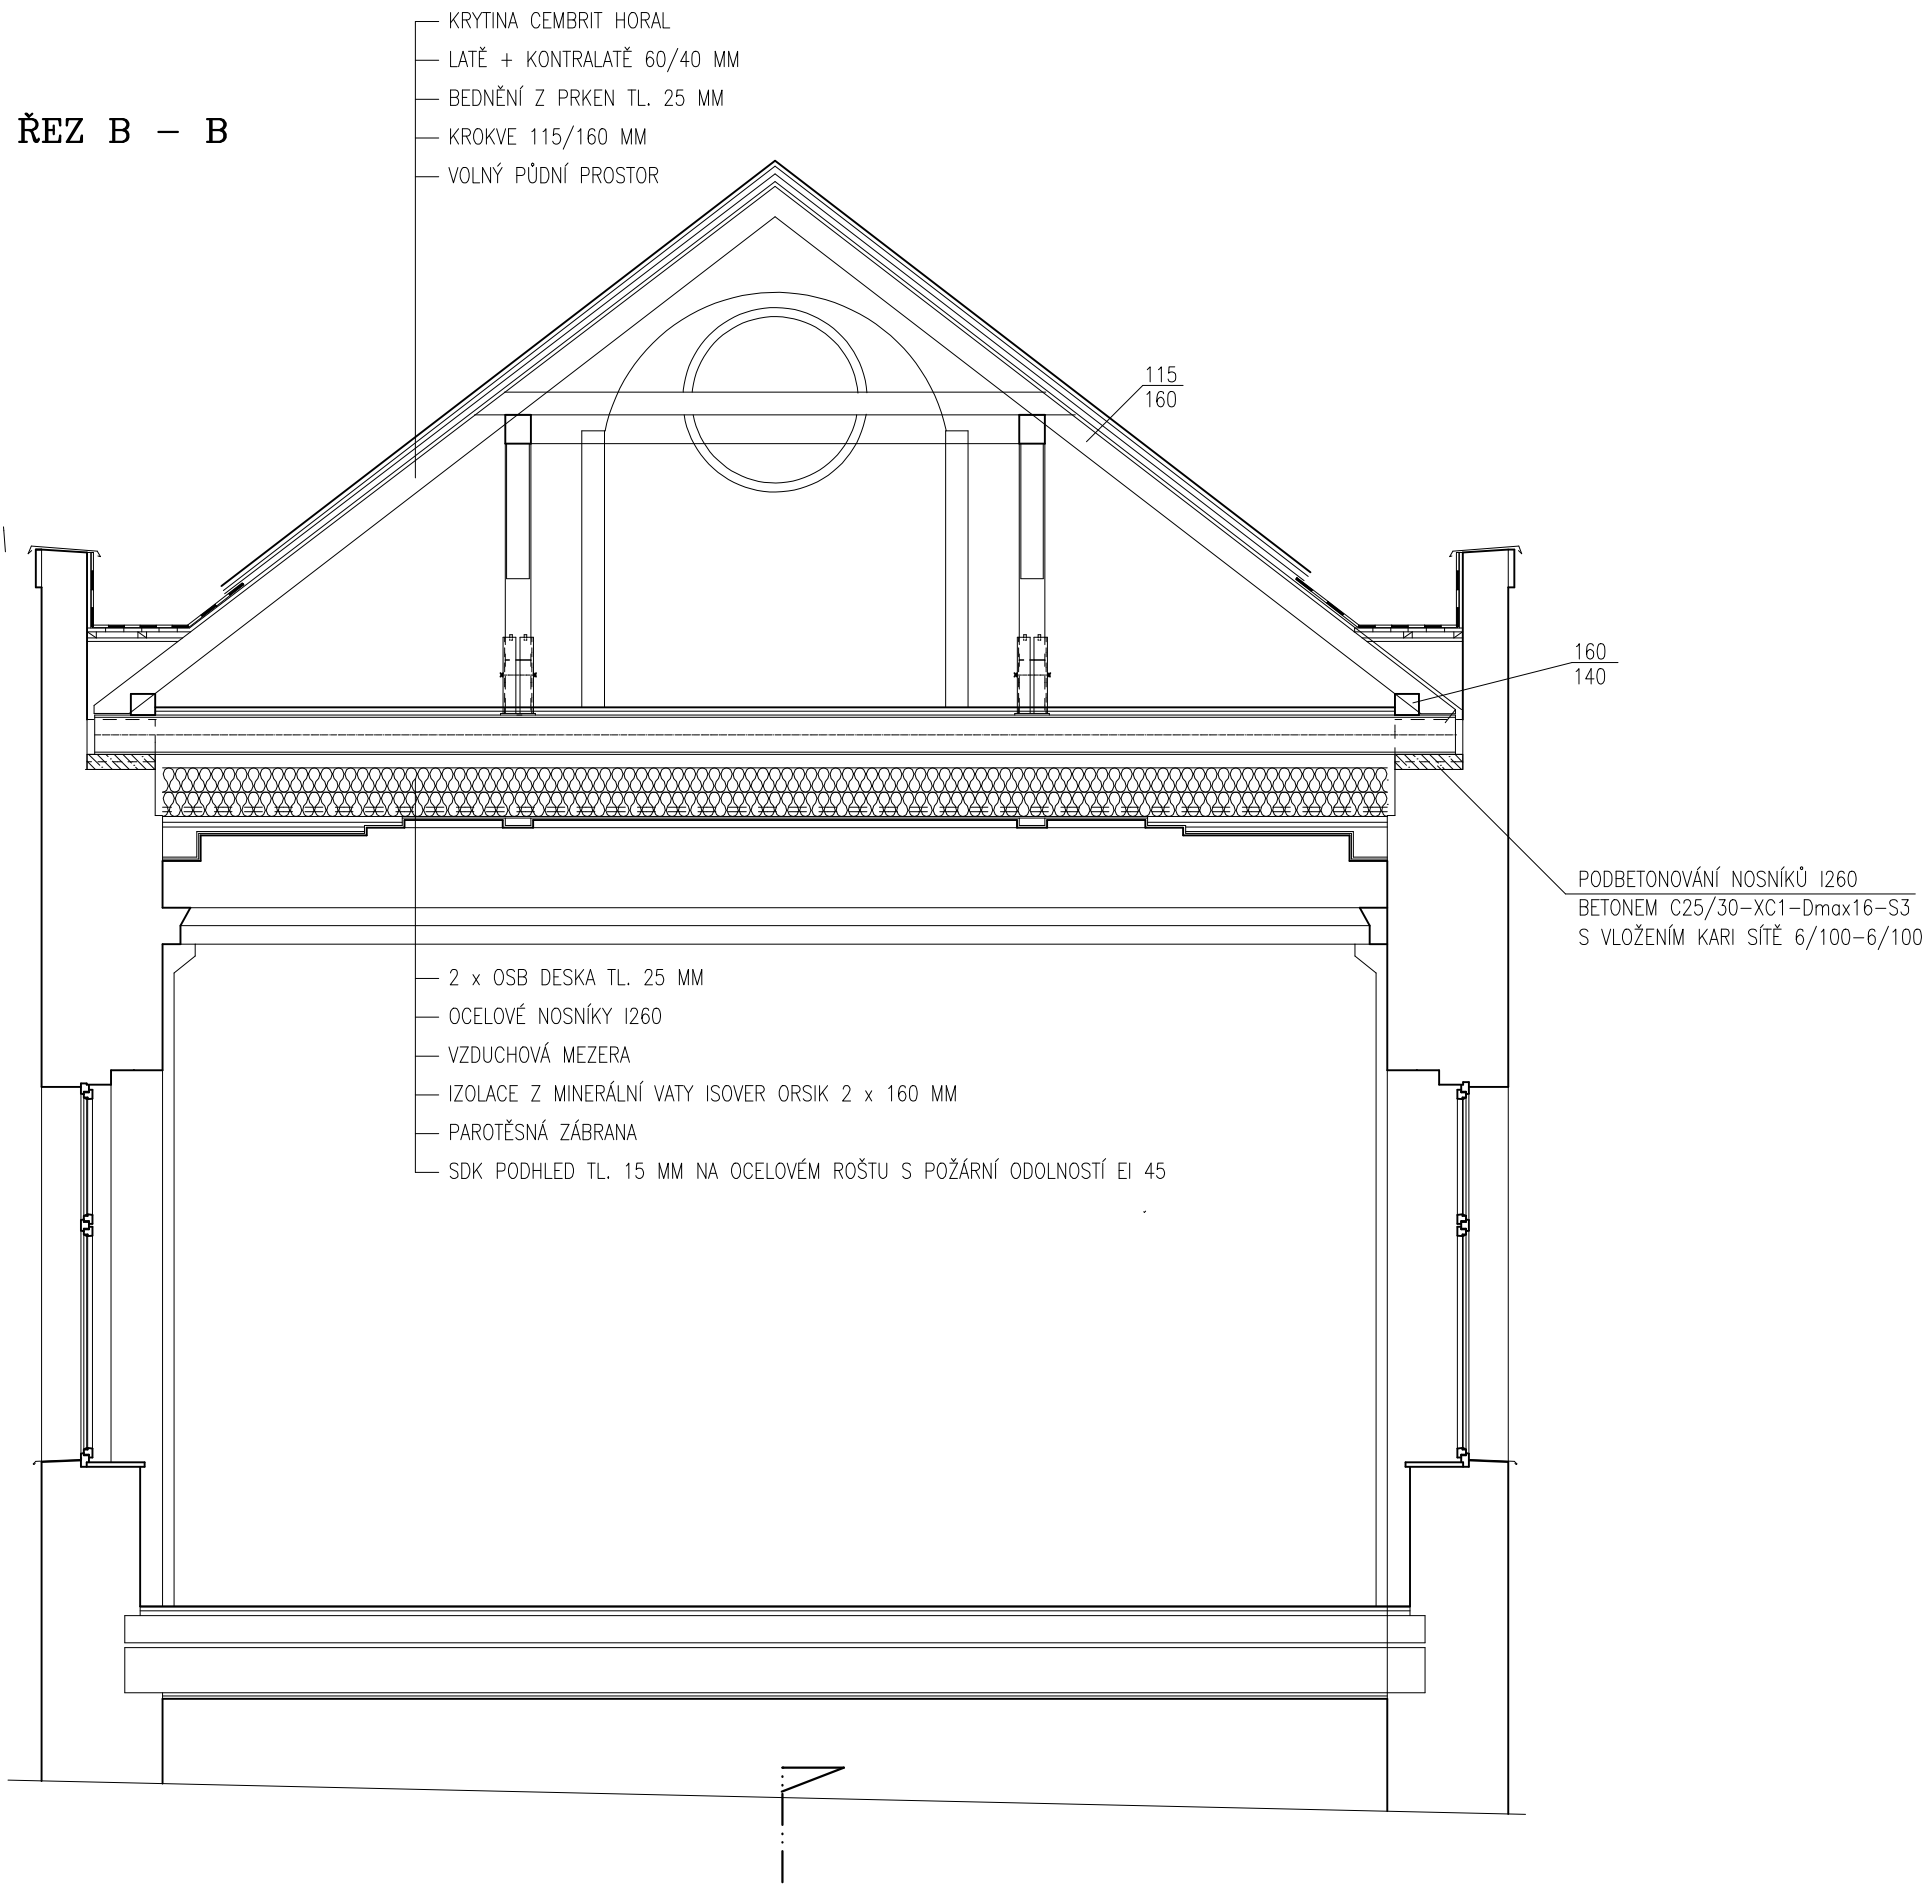 KRYTINA CEMBRIT HORAL
LATĚ + KONTRALATĚ 60/40 MM
BEDNĚNÍ Z PRKEN TL. 25 MM
KROKVE 115/160 MM
VOLNÝ PŮDNÍ PROSTOR
ŘEZ B – B
115
160
160
140
PODBETONOVÁNÍ NOSNÍKŮ I260
BETONEM C25/30–XC1–Dmax16–S3
S VLOŽENÍM KARI SÍTĚ 6/100–6/100
2 x OSB DESKA TL. 25 MM
OCELOVÉ NOSNÍKY I260
VZDUCHOVÁ MEZERA
IZOLACE Z MINERÁLNÍ VATY ISOVER ORSIK 2 x 160 MM
PAROTĚSNÁ ZÁBRANA
SDK PODHLED TL. 15 MM NA OCELOVÉM ROŠTU S POŽÁRNÍ ODOLNOSTÍ EI 45